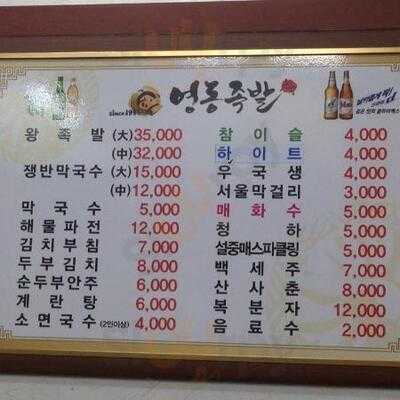 since199
영동족발
왕족발 (大) 35,000
(中) 32,000
쟁반막국수 (大) 15,000
(中) 12,000
막국수 5,000
해물파전 12,000
김치부침 7,000
두부김치 8,000
순두부안주 6,000
계란탕 6,000
소면국수 (2인이상) 4,000
참이슬 4,000
하이트 4,000
우국생 4,000
서울막걸리 3,000
매화수 5,000
청하 5,000
설중매스파클링 5,000
백세주 7,000
산사춘 8,000
복분자 12,000
음료수 2,000